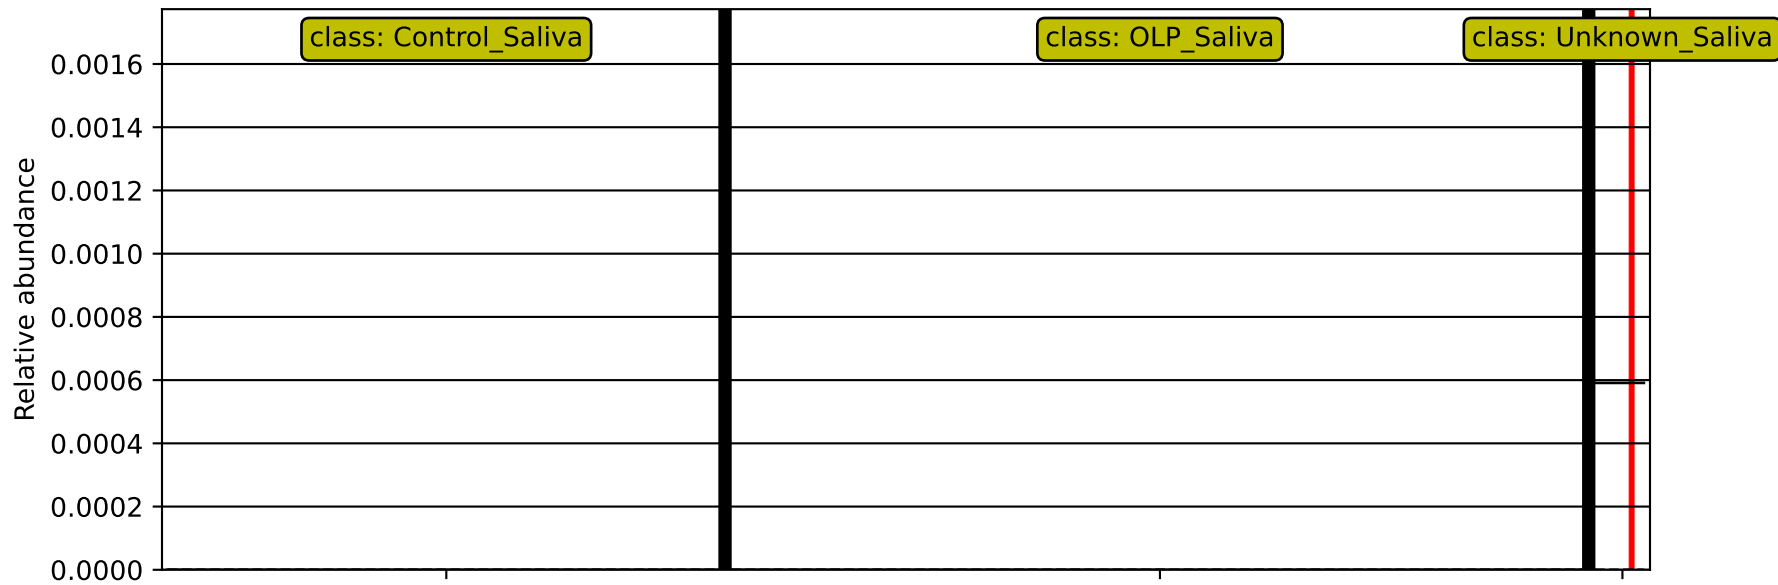 class: Control_Saliva
class: OLP_Saliva
class: Unknown_Saliva
Relative abundance
0.0016
0.0014
0.0012
0.0010
0.0008
0.0006
0.0004
0.0002
0.0000